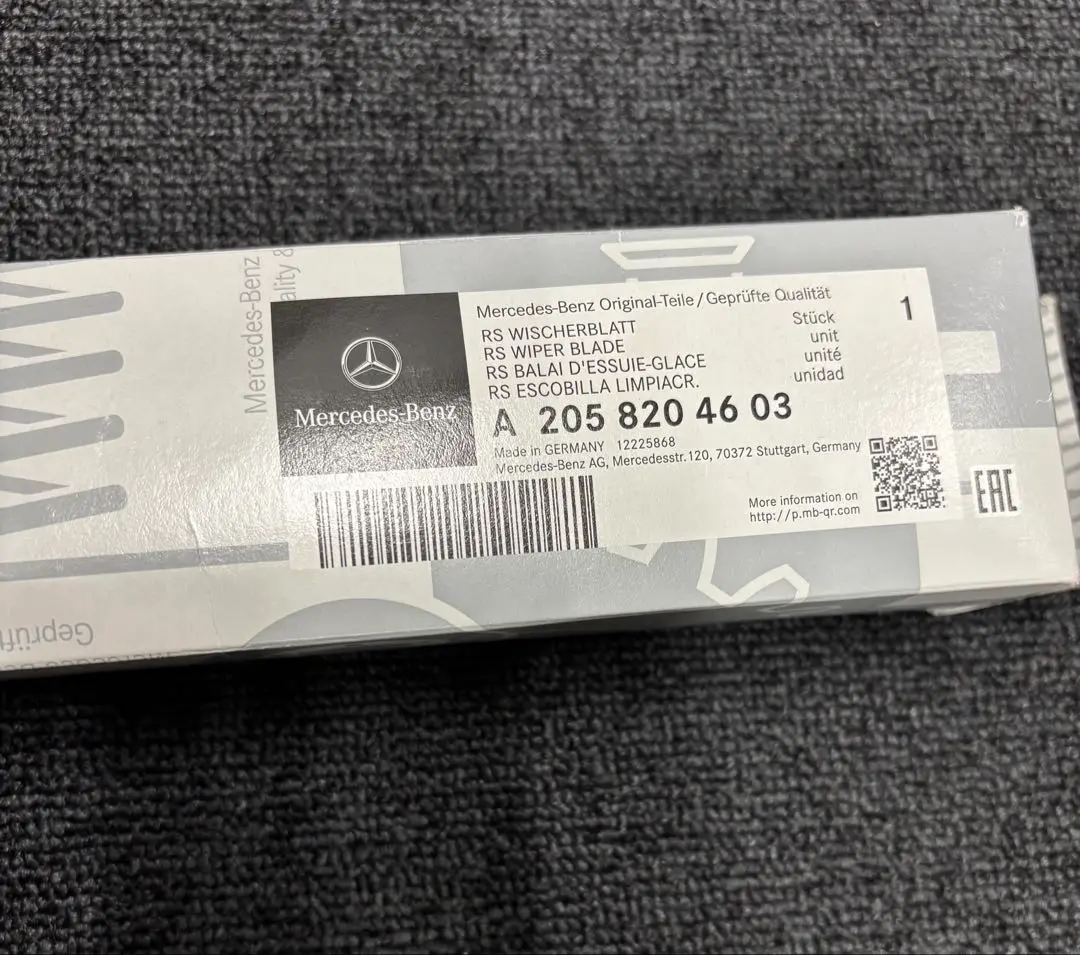 Mercedes-Benz
ality &
Mercedes-Benz
Mercedes-Benz Original-Teile / Geprüfte Qualität
1
RS WISCHERBLATT Stück
RS WIPER BLADE unit
RS BALAI D'ESSUIE-GLACE unité
RS ESCOBILLA LIMPIACR. unidad
A 205 820 46 03
Made in GERMANY 12225868
Mercedes-Benz AG, Mercedesstr. 120, 70372 Stuttgart, Germany
More information on
http://p.mb-qr.com
EAC
Geprüf